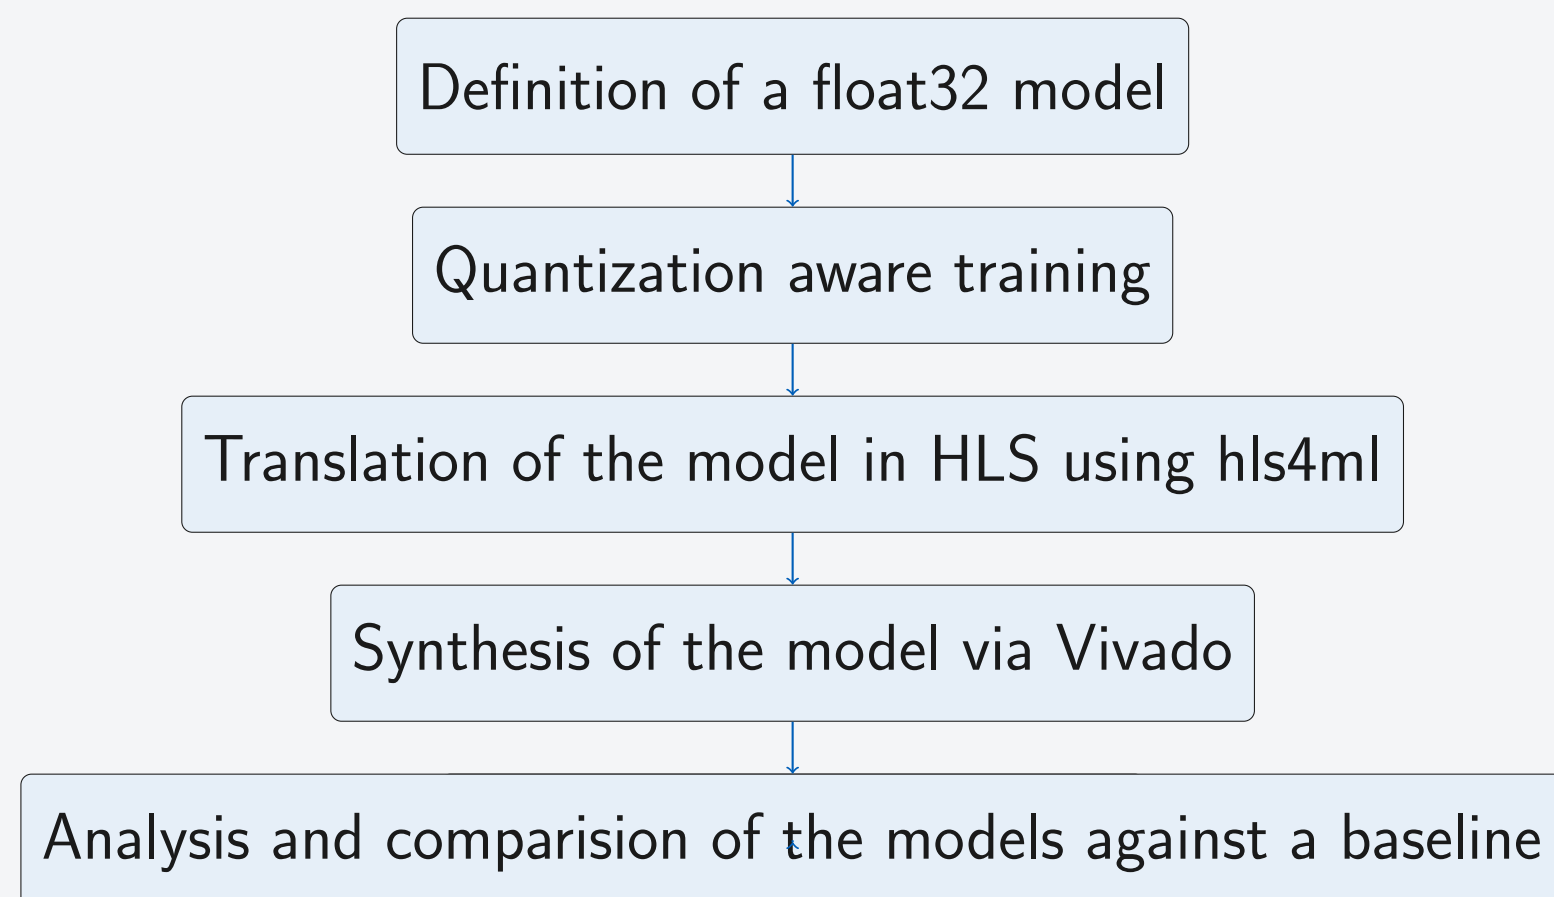 Definition of a float32 model
Quantization aware training
Translation of the model in HLS using hls4ml
Synthesis of the model via Vivado
Analysis and comparision of the models against a baseline